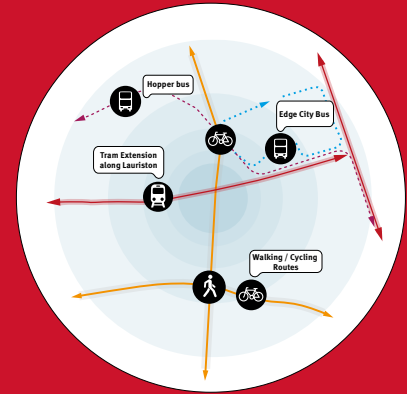 Hopper bus
Edge City Bus
Tram Extension
along Lauriston
Walking / Cycling
Routes